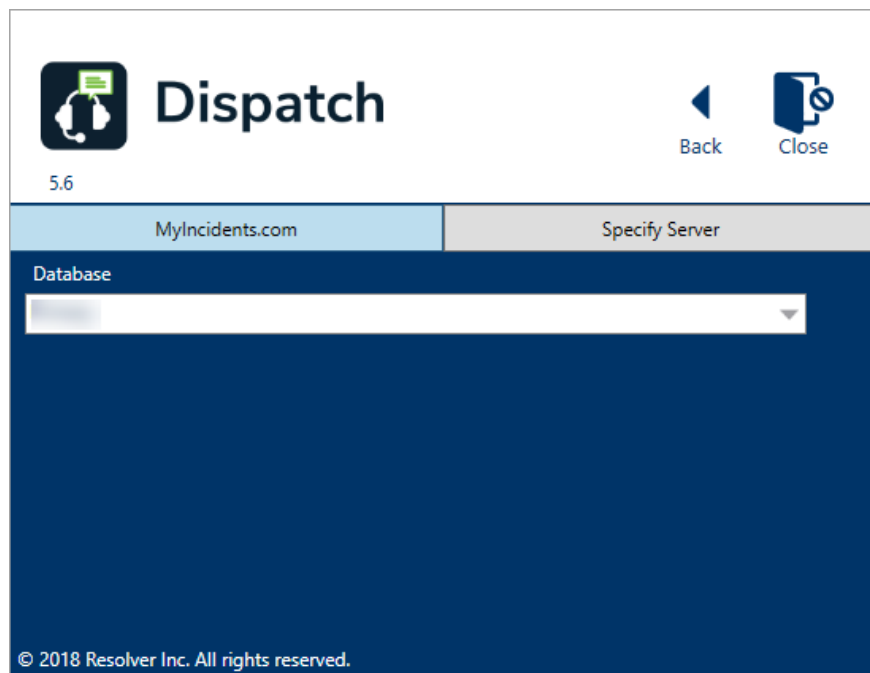 Dispatch
Back
Close
5.6
MyIncidents.com
Specify Server
Database
© 2018 Resolver Inc. All rights reserved.